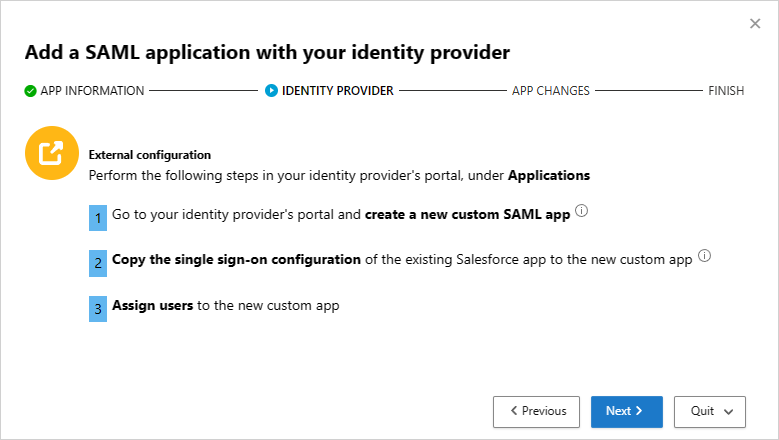 Add a SAML application with your identity provider
APP INFORMATION
IDENTITY PROVIDER
APP CHANGES
FINISH
External configuration
Perform the following steps in your identity provider's portal, under Applications
1 Go to your identity provider's portal and create a new custom SAML app
2 Copy the single sign-on configuration of the existing Salesforce app to the new custom app
3 Assign users to the new custom app
Previous
Next
Quit